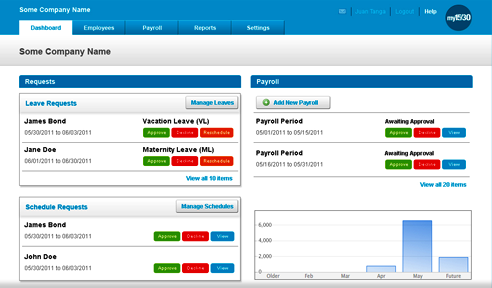 Some Company Name
Juan Tanga Logout Help
my1530
Dashboard Employees Payroll Reports Settings
Some Company Name
Requests
Leave Requests
Manage Leaves
James Bond Vacation Leave (VL)
05/30/2011 to 06/03/2011 Approve Decline Reschedule
Jane Doe Maternity Leave (ML)
06/01/2011 to 06/30/2011 Approve Decline Reschedule
View all 10 items
Schedule Requests
Manage Schedules
James Bond
05/30/2011 to 06/03/2011 Approve Decline View
John Doe
05/30/2011 to 06/03/2011 Approve Decline View
Payroll
Add New Payroll
Payroll Period Awaiting Approval
05/01/2011 to 05/15/2011 Approve Decline View
Payroll Period Awaiting Approval
05/16/2011 to 05/31/2011 Approve Decline View
View all 20 items
6,000
4,000
2,000
0
Older Feb Mar Apr May Future